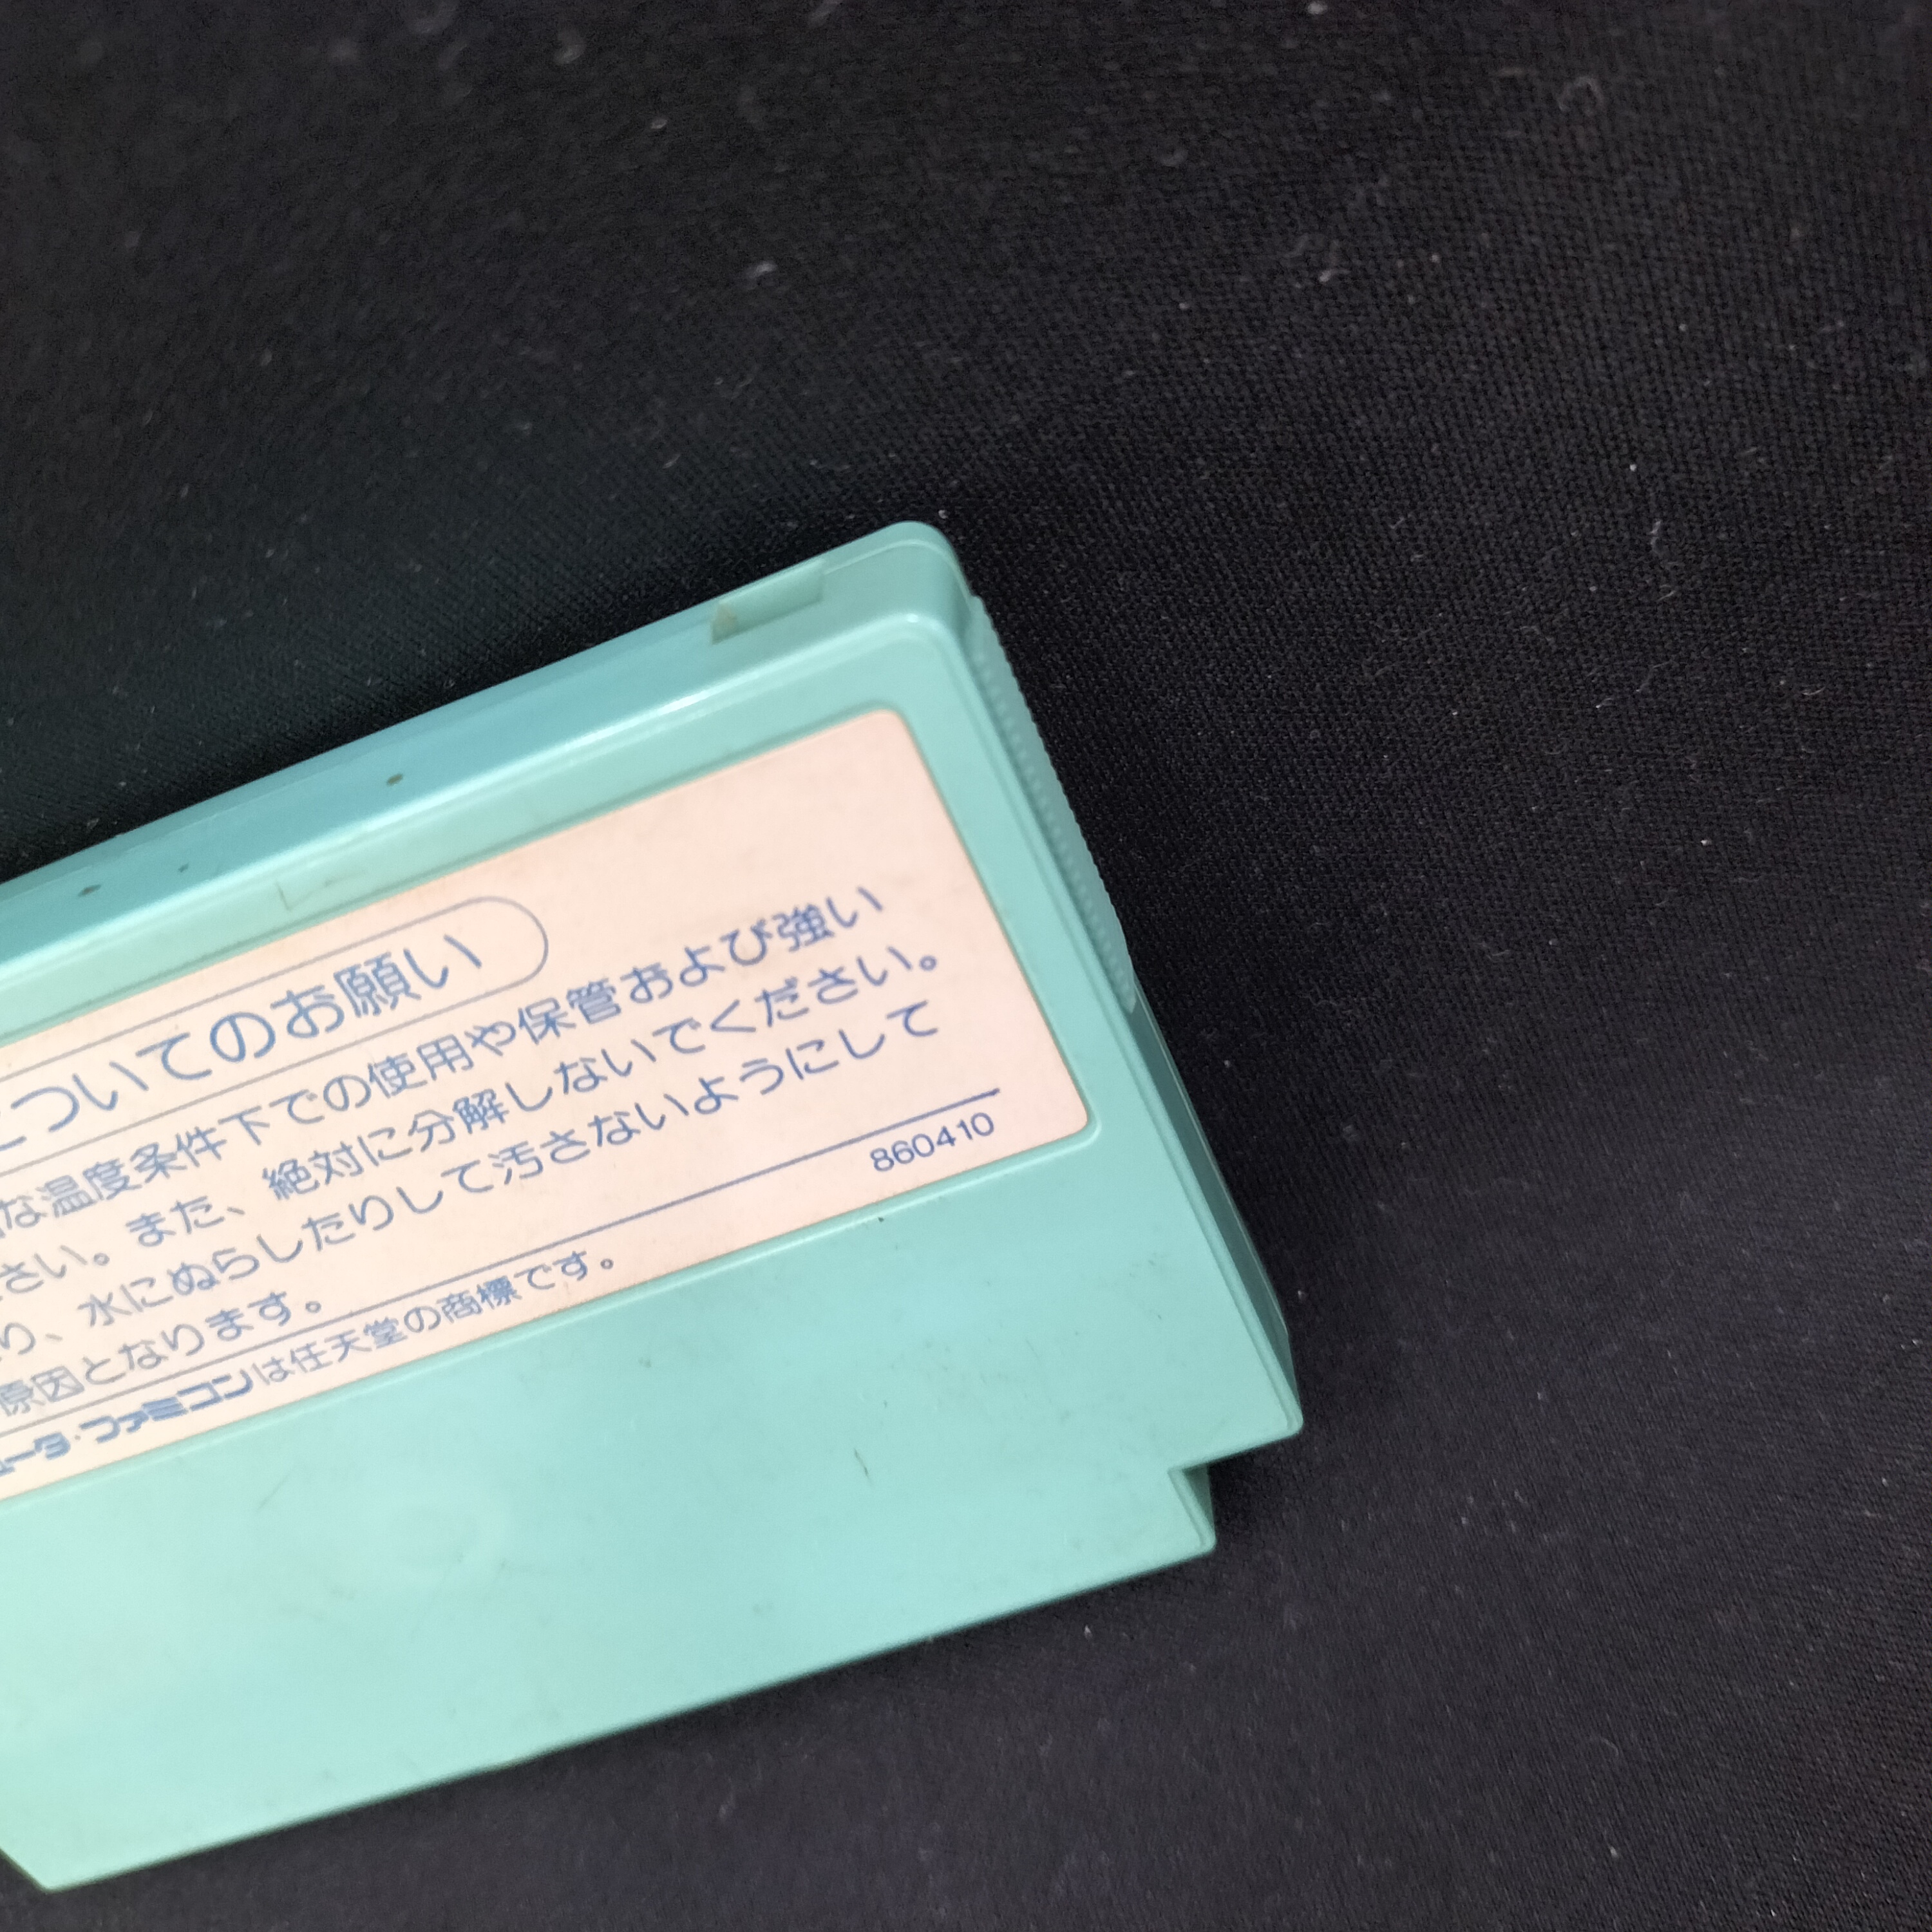 についてのお願い
な温度条件下での使用や保管および強い
さい。また、絶対に分解しないでください。
り、水にぬらしたりして汚さないようにして
原因となります。
860410
ュータ・ファミコンは任天堂の商標です。